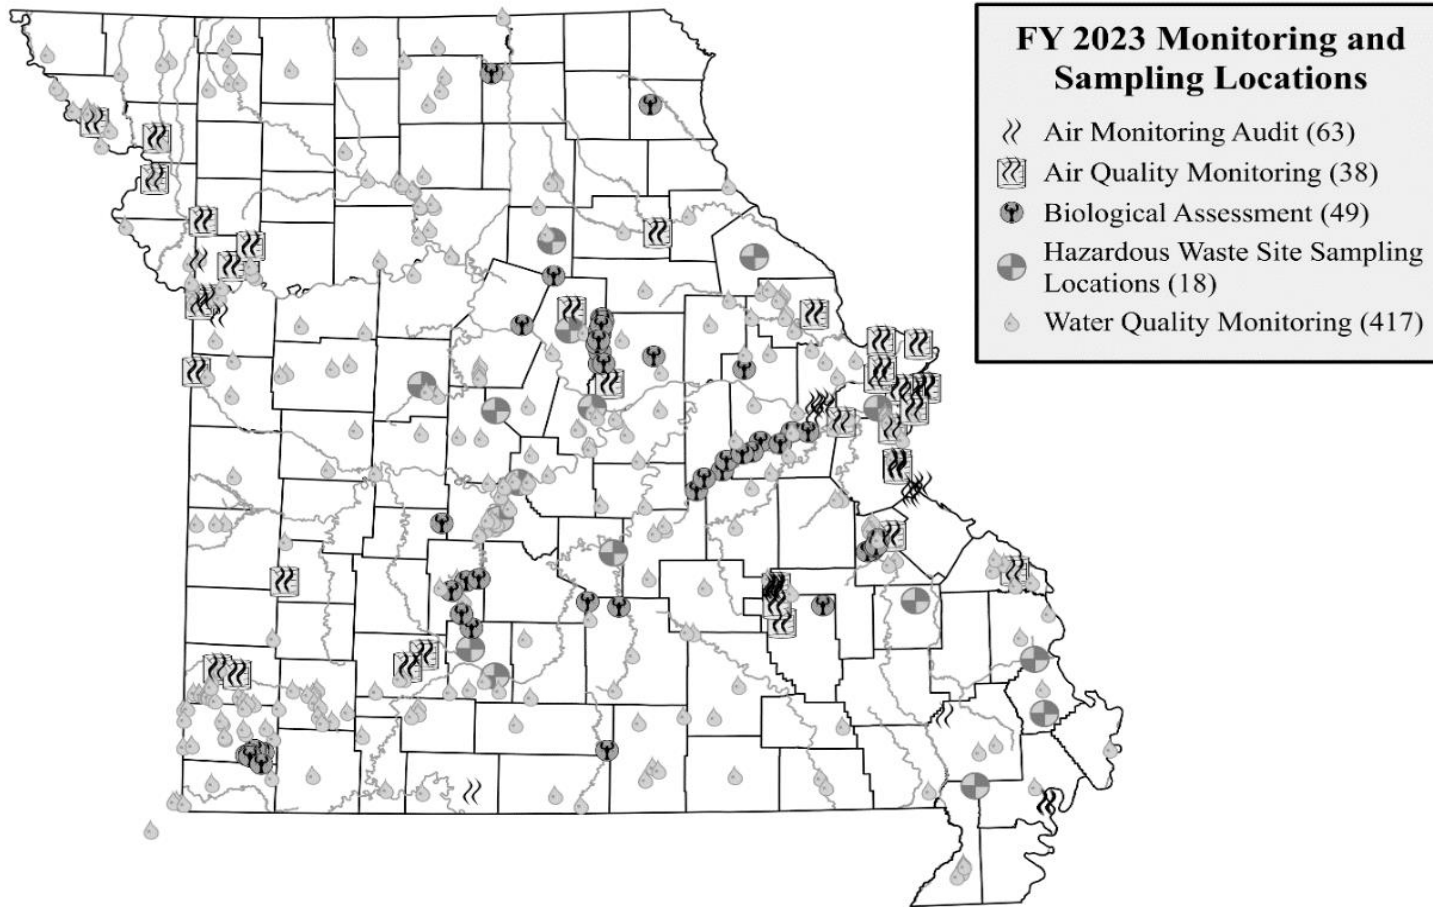 FY 2023 Monitoring and
Sampling Locations
Air Monitoring Audit (63)
Air Quality Monitoring (38)
Biological Assessment (49)
Hazardous Waste Site Sampling
Locations (18)
Water Quality Monitoring (417)